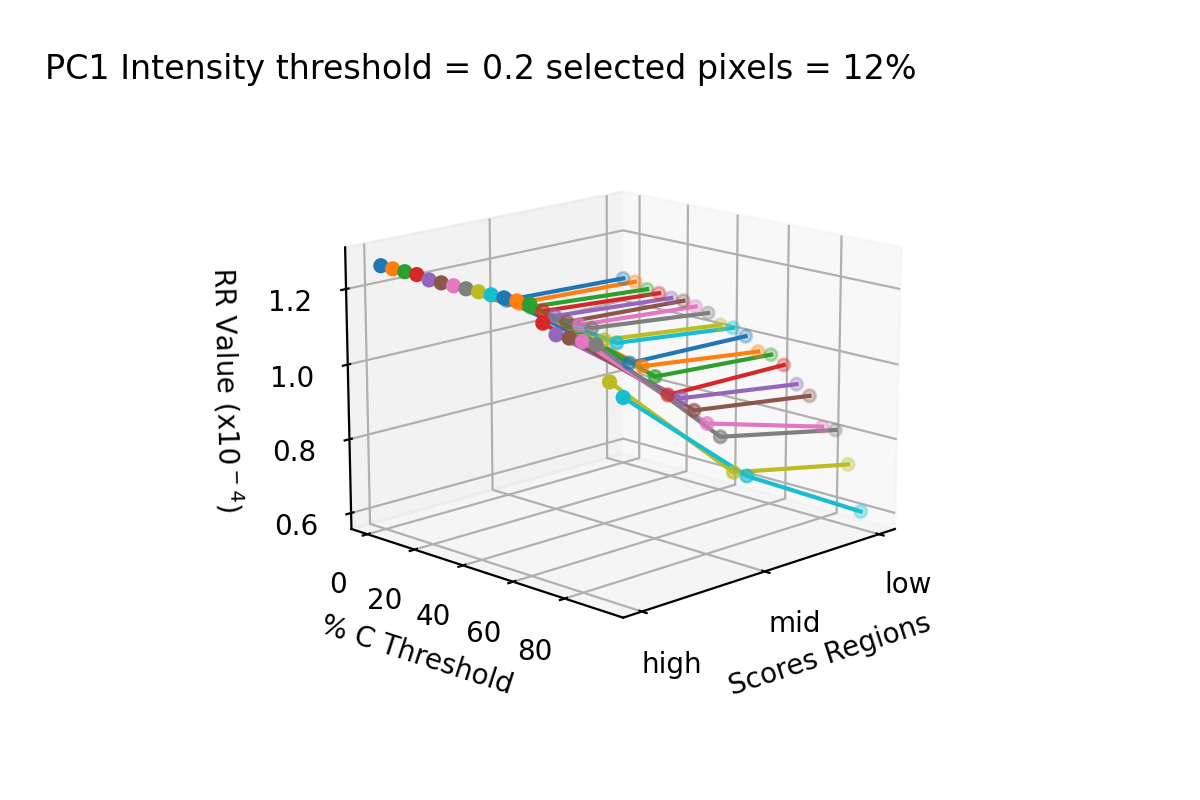 PC1 Intensity threshold = 0.2 selected pixels = 12%
RR Value (x10⁻⁴)
1.2
1.0
0.8
0.6
0
20
40
60
80
% C Threshold
high
mid
low
Scores Regions